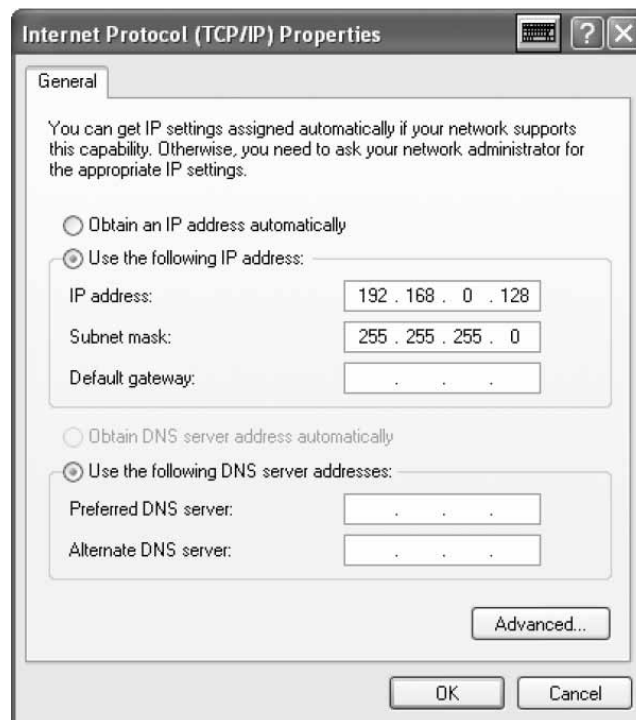 Internet Protocol (TCP/IP) Properties
General
You can get IP settings assigned automatically if your network supports
this capability. Otherwise, you need to ask your network administrator for
the appropriate IP settings.
Obtain an IP address automatically
Use the following IP address:
IP address: 192 . 168 . 0 . 128
Subnet mask: 255 . 255 . 255 . 0
Default gateway: . . .
Obtain DNS server address automatically
Use the following DNS server addresses:
Preferred DNS server: . . .
Alternate DNS server: . . .
Advanced...
OK Cancel